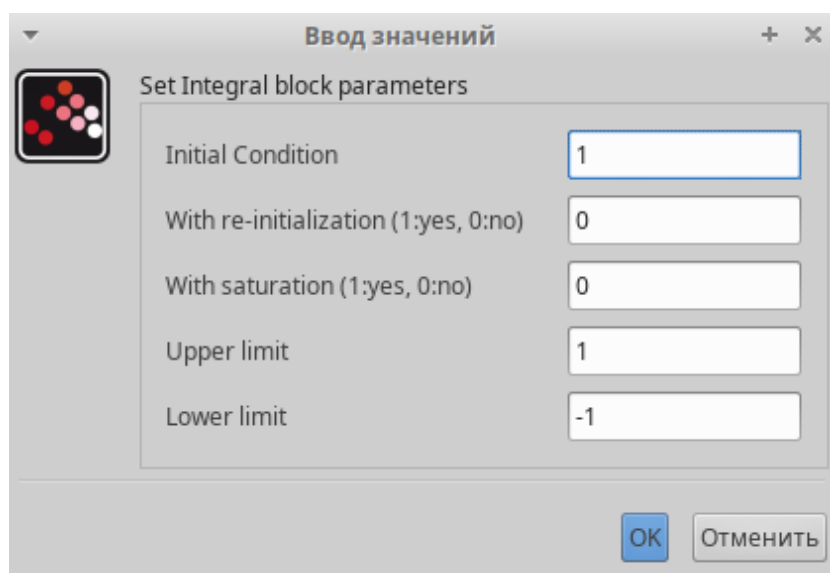 Ввод значений
Set Integral block parameters
Initial Condition 1
With re-initialization (1:yes, 0:no) 0
With saturation (1:yes, 0:no) 0
Upper limit 1
Lower limit -1
OK Отменить